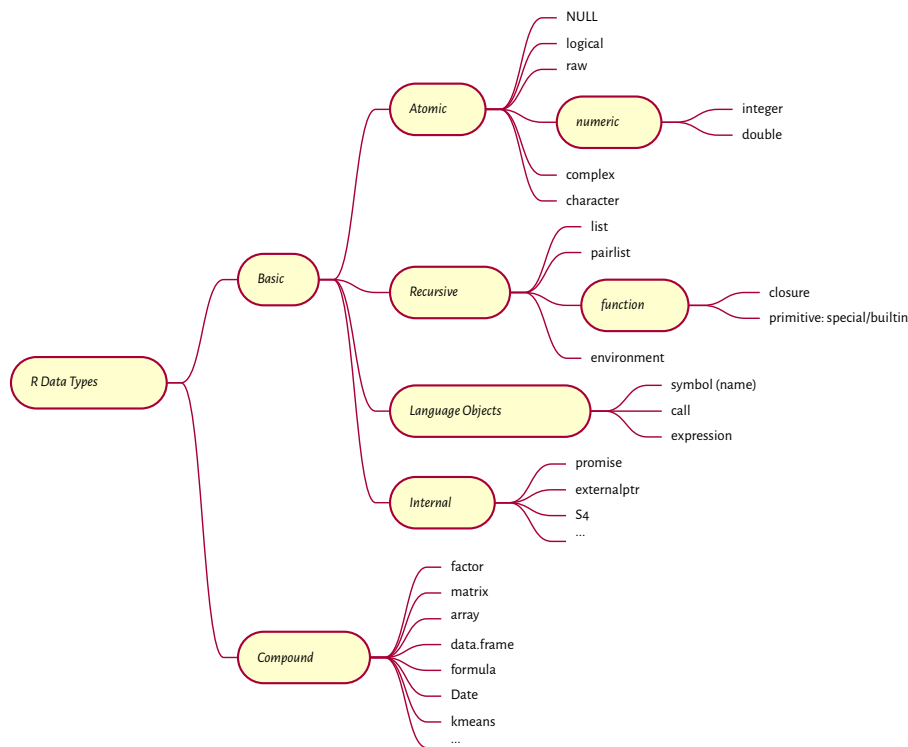 R Data Types
Basic
Atomic
NULL
logical
raw
numeric
integer
double
complex
character
Recursive
list
pairlist
function
closure
primitive: special/builtin
environment
Language Objects
symbol (name)
call
expression
Internal
promise
externalptr
S4
...
Compound
factor
matrix
array
data.frame
formula
Date
kmeans
...